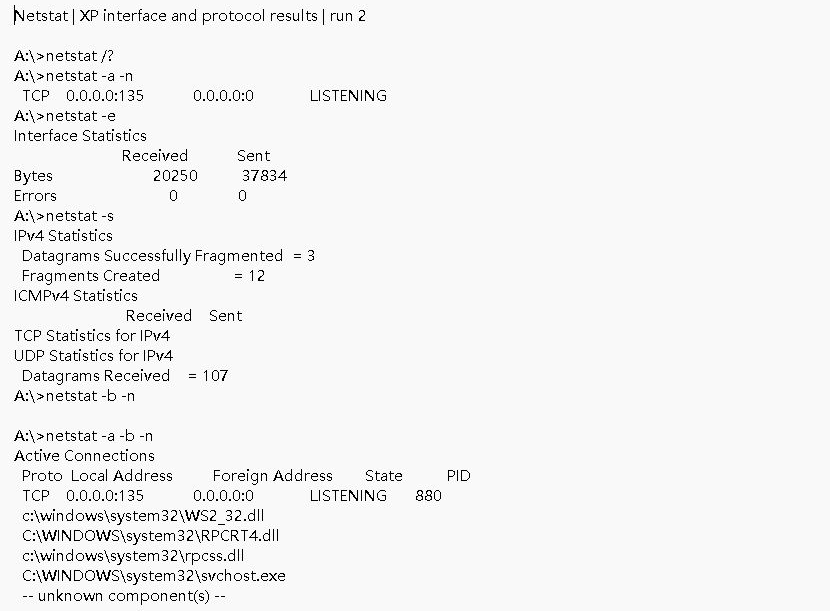 Netstat | XP interface and protocol results | run 2
A:\>netstat /?
A:\>netstat -a -n
TCP 0.0.0.0:135 0.0.0.0:0 LISTENING
A:\>netstat -e
Interface Statistics
Received Sent
Bytes 20250 37834
Errors 0 0
A:\>netstat -s
IPv4 Statistics
Datagrams Successfully Fragmented = 3
Fragments Created = 12
ICMPv4 Statistics
Received Sent
TCP Statistics for IPv4
UDP Statistics for IPv4
Datagrams Received = 107
A:\>netstat -b -n
A:\>netstat -a -b -n
Active Connections
Proto Local Address Foreign Address State PID
TCP 0.0.0.0:135 0.0.0.0:0 LISTENING 880
c:\windows\system32\WS2_32.dll
C:\WINDOWS\system32\RPCRT4.dll
c:\windows\system32\rpcss.dll
C:\WINDOWS\system32\svchost.exe
-- unknown component(s) --